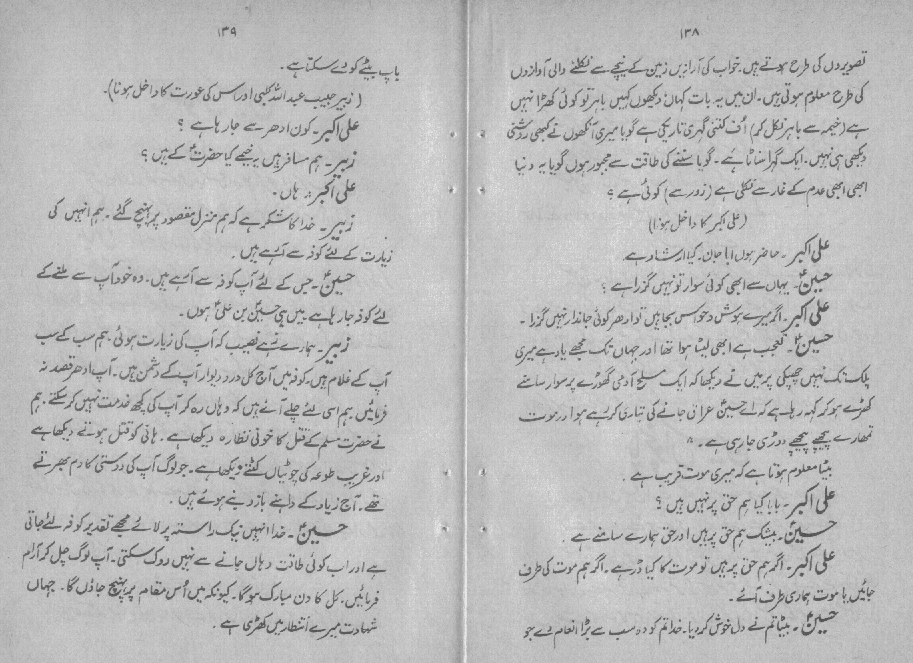 ۱۳۸
تصویروں کی طرح ہوتے ہیں۔ خواب کی آوازیں زمین کے نیچے سے نکلنے والی آوازوں
کی طرح معلوم ہوتی ہیں۔ ان میں یہ بات کہاں؛ دیکھوں کہیں باہر تو کوئی کھڑا نہیں
ہے (خیمہ سے باہر نکل کر) اُف کتنی گہری تاریکی ہے گویا میری آنکھوں نے کبھی روشنی
دیکھی ہی نہیں۔ ایک گہرا سناٹا ہے۔ گویا سننے کی طاقت سے مجبور ہوں گویا یہ دنیا
ابھی ابھی عدم کے غار سے نکلی ہے (زور سے) کوئی ہے ؟
(علی اکبر کا داخل ہونا)
علی اکبر۔ حاضر ہوں ابا جان۔ کیا ارشاد ہے۔
حسینؑ۔ یہاں سے ابھی کوئی سوار تو نہیں گزرا ہے ؟
علی اکبر۔ اگر میرے ہوش و حواس بجا ہیں تو ادھر کوئی جاندار نہیں گزرا۔
حسینؑ۔ تعجب ہے ابھی لیٹا ہوا تھا اور جہاں تک مجھے یاد ہے میری
پلک تک نہیں جھپکی پر میں نے دیکھا کہ ایک مسلح آدمی گھوڑے پر سوار سامنے
کھڑے ہو کر کہہ رہا ہے کہ اے حسینؑ عراق جانے کی تیاری کر رہے ہو اور موت
تمھارے پیچھے پیچھے دوڑی جا رہی ہے۔
بیٹا معلوم ہوتا ہے کہ میری موت قریب ہے۔
علی اکبر۔ بابا کیا ہم حق پر نہیں ہیں ؟
حسینؑ۔ بیشک ہم حق پر ہیں اور حق ہمارے سامنے ہے۔
علی اکبر۔ اگر ہم حق پر ہیں تو موت کا کیا ڈر ہے۔ اگر ہم موت کی طرف
جائیں یا موت ہماری طرف آئے۔
حسینؑ۔ بیٹا تم نے دل خوش کر دیا۔ خدا تم کو وہ سب سے بڑا انعام دے جو
۱۳۹
باپ بیٹے کو دے سکتا ہے۔
(زبیر حبیب عبداللہ کلبی اور اس کی عورت کا داخل ہونا)۔
علی اکبر۔ کون ادھر سے جا رہا ہے ؟
زبیر۔ ہم مسافر ہیں یہ خیمے کیا حضرتؑ کے ہیں ؟
علی اکبر۔ ہاں۔
زبیر۔ خدا کا شکر ہے کہ ہم منزل مقصود پر پہنچ گئے۔ ہم انہیں کی
زیارت کے لئے کوفہ سے آئے ہیں۔
حسینؑ۔ جس کے لئے آپ کوفہ سے آئے ہیں۔ وہ خود آپ سے ملنے کے
لئے کوفہ جا رہا ہے۔ میں ہی حسینؑ بن علیؑ ہوں۔
زبیر۔ ہمارے زہے نصیب کہ آپ کی زیارت ہوئی۔ ہم سب کے سب
آپ کے غلام ہیں۔ کوفہ میں آج کل در و دیوار آپ کے دشمن ہیں۔ آپ ادھر قصد نہ
فرمائیں۔ ہم اسی لئے چلے آئے ہیں کہ وہاں رہ کر آپ کی کچھ خدمت نہیں کر سکتے۔ ہم
نے حضرت مسلم کے قتل کا خونی نظارہ دیکھا ہے۔ ہانی کو قتل ہوتے دیکھا ہے
اور غریب طوعہ کی چوٹیاں کٹتے دیکھا ہے۔ جو لوگ آپ کی دوستی کا دم بھرتے
تھے۔ آج زیاد کے داہنے بازو بنے ہوئے ہیں۔
حسینؑ۔ خدا انہیں نیک راستہ پر لائے مجھے تقدیر کوفہ لئے جاتی
ہے اور اب کوئی طاقت وہاں جانے سے نہیں روک سکتی۔ آپ لوگ چل کر آرام
فرمائیں۔ کل کا دن مبارک ہوگا۔ کیونکہ میں اُس مقام پر پہنچ جاؤں گا۔ جہاں
شہادت میرے انتظار میں کھڑی ہے۔